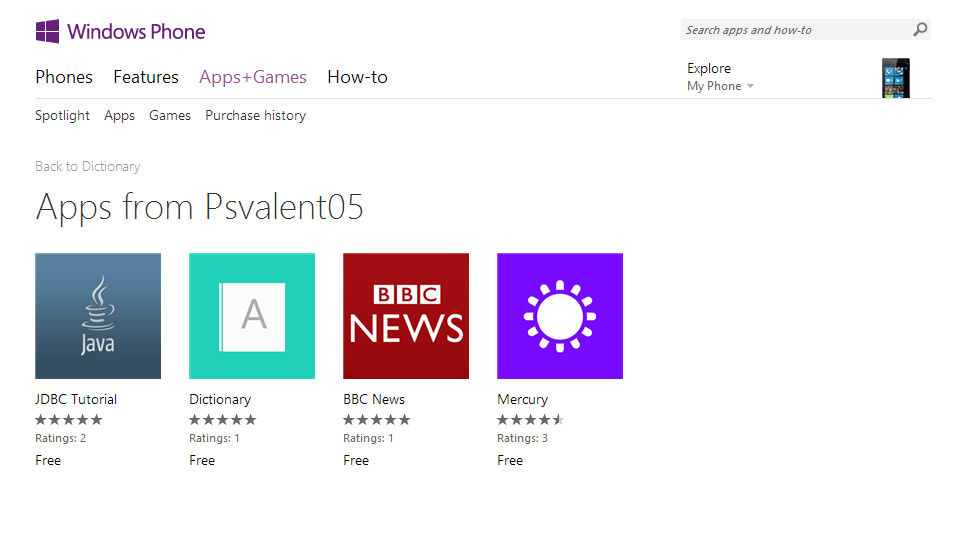 Windows Phone
Search apps and how-to
Phones Features Apps+Games How-to
Explore
My Phone
Spotlight Apps Games Purchase history
Back to Dictionary
Apps from Psvalent05
Java
A
BBC
NEWS
JDBC Tutorial Dictionary BBC News Mercury
Ratings: 2 Ratings: 1 Ratings: 1 Ratings: 3
Free Free Free Free